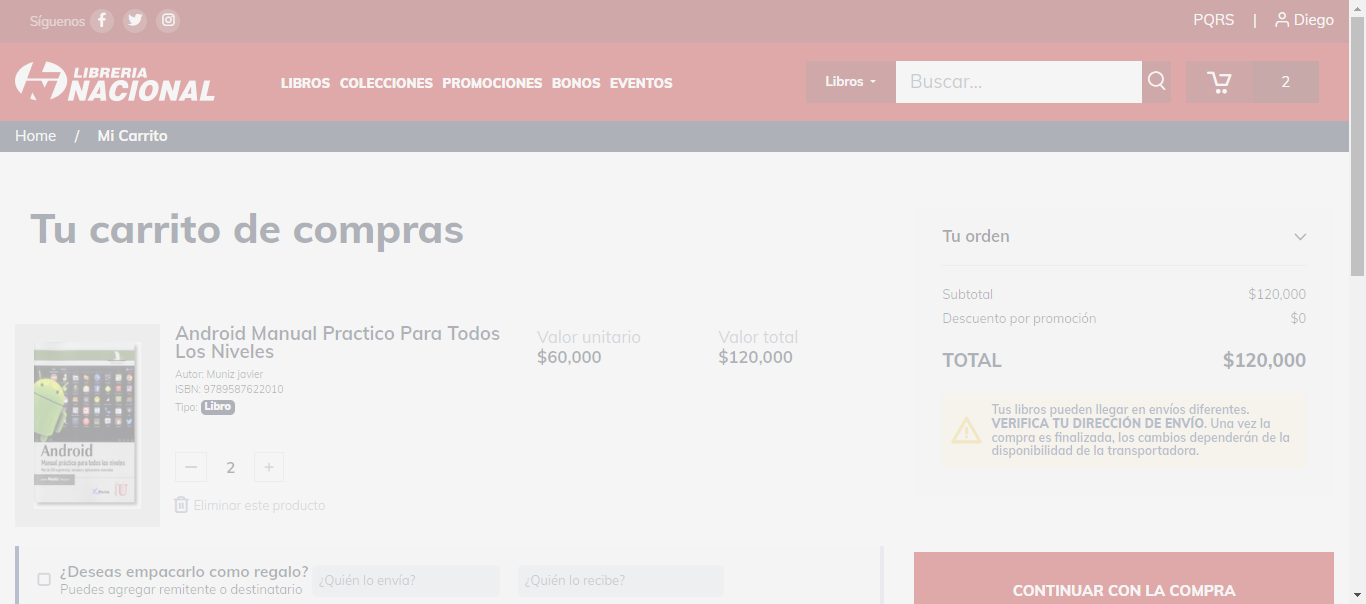 Síguenos
PQRS | Diego
LIBRERIA
NACIONAL
LIBROS COLECCIONES PROMOCIONES BONOS EVENTOS
Libros
Buscar...
2
Home / Mi Carrito
Tu carrito de compras
Android Manual Practico Para Todos
Los Niveles
Autor: Muniz javier
ISBN: 9789587622010
Tipo: Libro
Valor unitario
$60,000
Valor total
$120,000
Android
Manual práctico para todos los niveles
2
Eliminar este producto
¿Deseas empacarlo como regalo?
Puedes agregar remitente o destinatario
¿Quién lo envía?
¿Quién lo recibe?
Tu orden
Subtotal $120,000
Descuento por promoción $0
TOTAL $120,000
Tus libros pueden llegar en envíos diferentes.
VERIFICA TU DIRECCIÓN DE ENVÍO. Una vez la
compra es finalizada, los cambios dependerán de la
disponibilidad de la transportadora.
CONTINUAR CON LA COMPRA